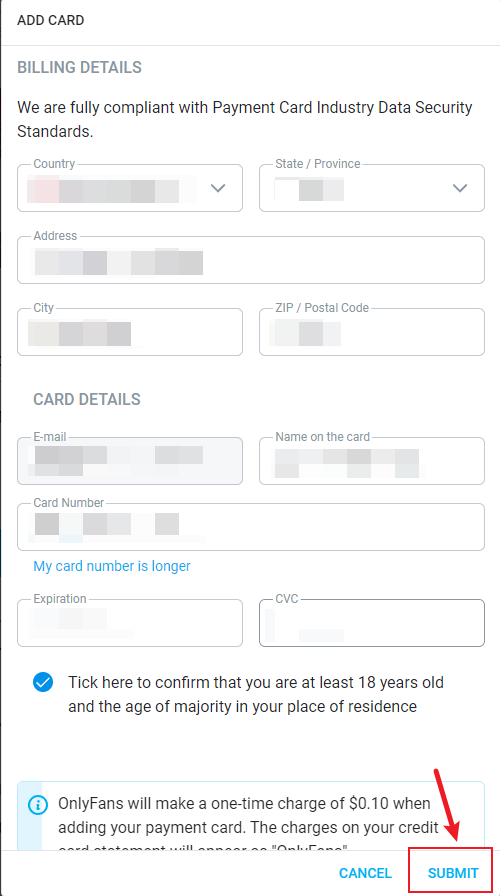 ADD CARD
BILLING DETAILS
We are fully compliant with Payment Card Industry Data Security
Standards.
Country
State / Province
Address
City
ZIP / Postal Code
CARD DETAILS
E-mail
Name on the card
Card Number
My card number is longer
Expiration
CVC
Tick here to confirm that you are at least 18 years old
and the age of majority in your place of residence
OnlyFans will make a one-time charge of $0.10 when
adding your payment card. The charges on your credit
card statement will appear as "OnlyFans"
CANCEL
SUBMIT